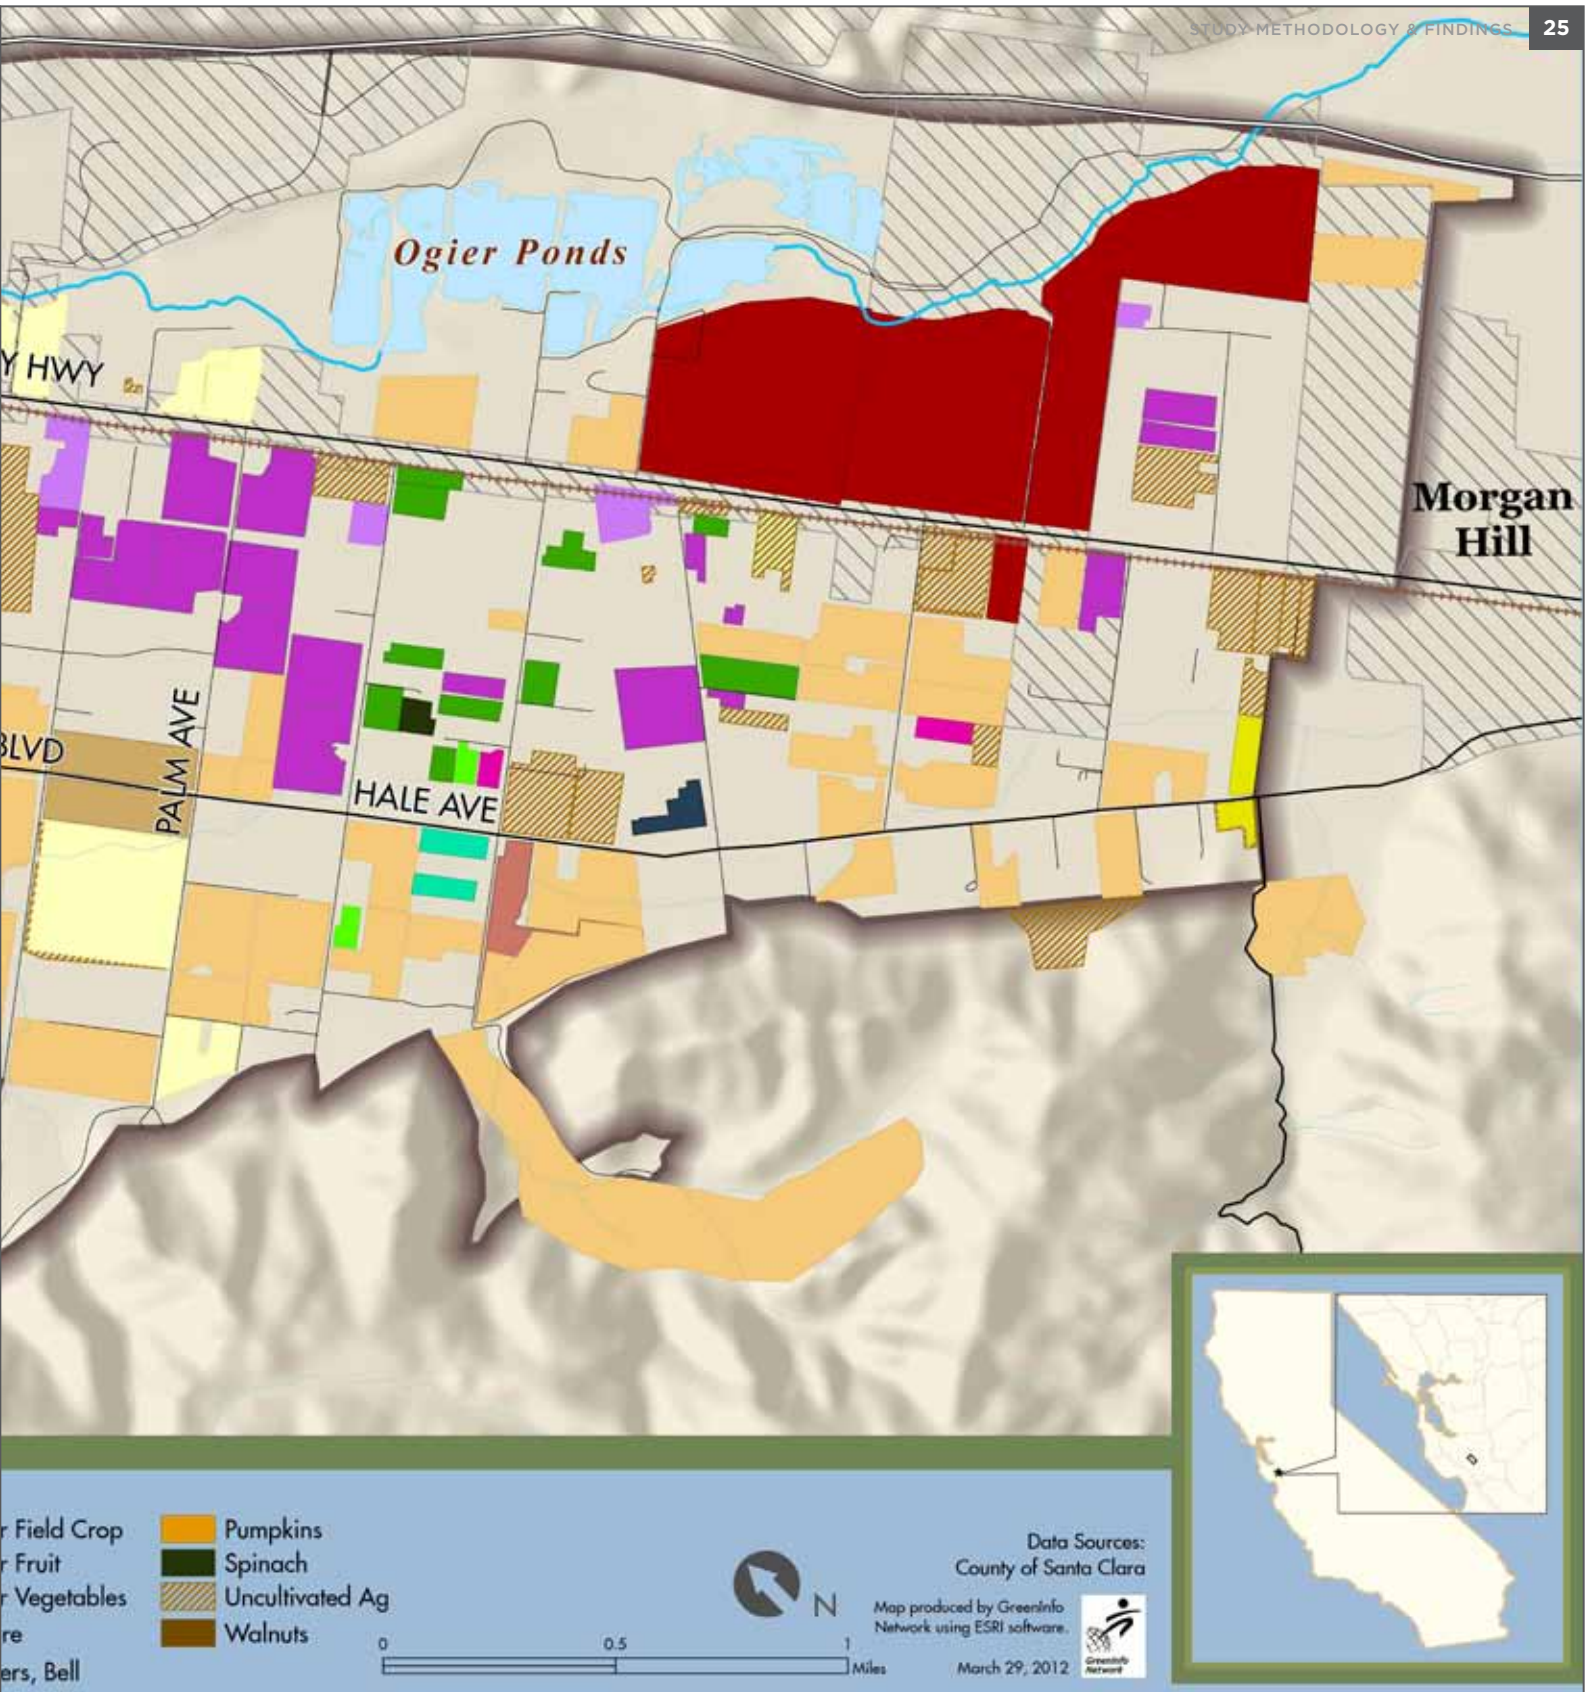 STUDY METHODOLOGY & FINDINGS 25
Ogier Ponds
Y HWY
Morgan
Hill
PALM AVE
BLVD
HALE AVE
r Field Crop
r Fruit
r Vegetables
re
ers, Bell
Pumpkins
Spinach
Uncultivated Ag
Walnuts
N
0 0.5 1
Miles
Data Sources:
County of Santa Clara
Map produced by GreenInfo
Network using ESRI software.
March 29, 2012
GreenInfo
Network